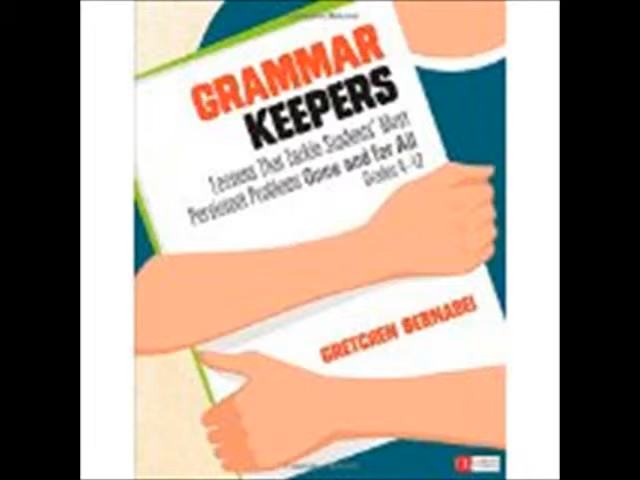 GRAMMAR
KEEPERS
Lessons That Tackle Students' Most
Persistent Problems Once and for All
Grades 4-12
GRETCHEN BERNABEI